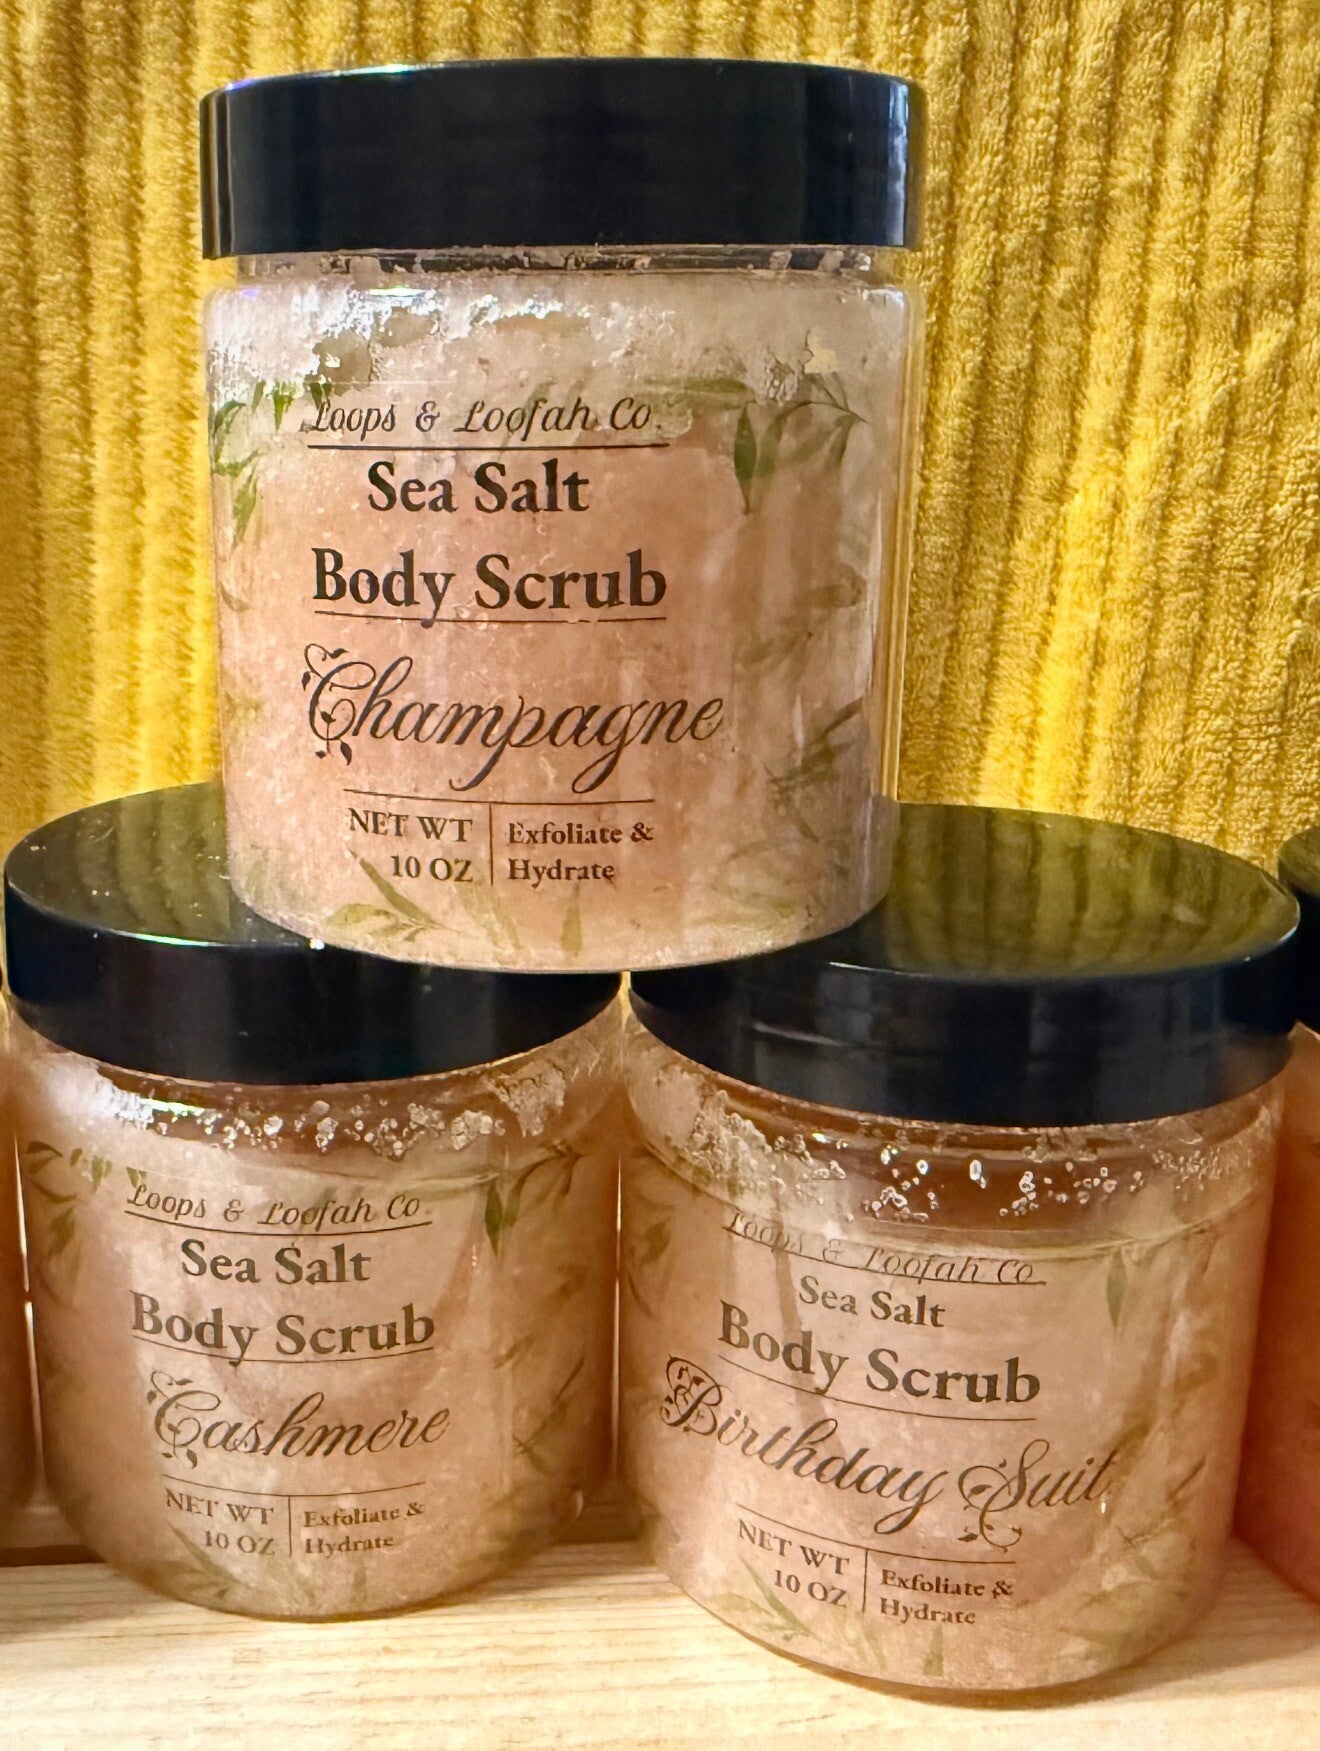 Loops & Loofah Co.
Sea Salt
Body Scrub
Champagne
NET WT
10 OZ
Exfoliate &
Hydrate
Loops & Loofah Co.
Sea Salt
Body Scrub
Cashmere
NET WT
10 OZ
Exfoliate &
Hydrate
Loops & Loofah Co.
Sea Salt
Body Scrub
Birthday Suit
NET WT
10 OZ
Exfoliate &
Hydrate